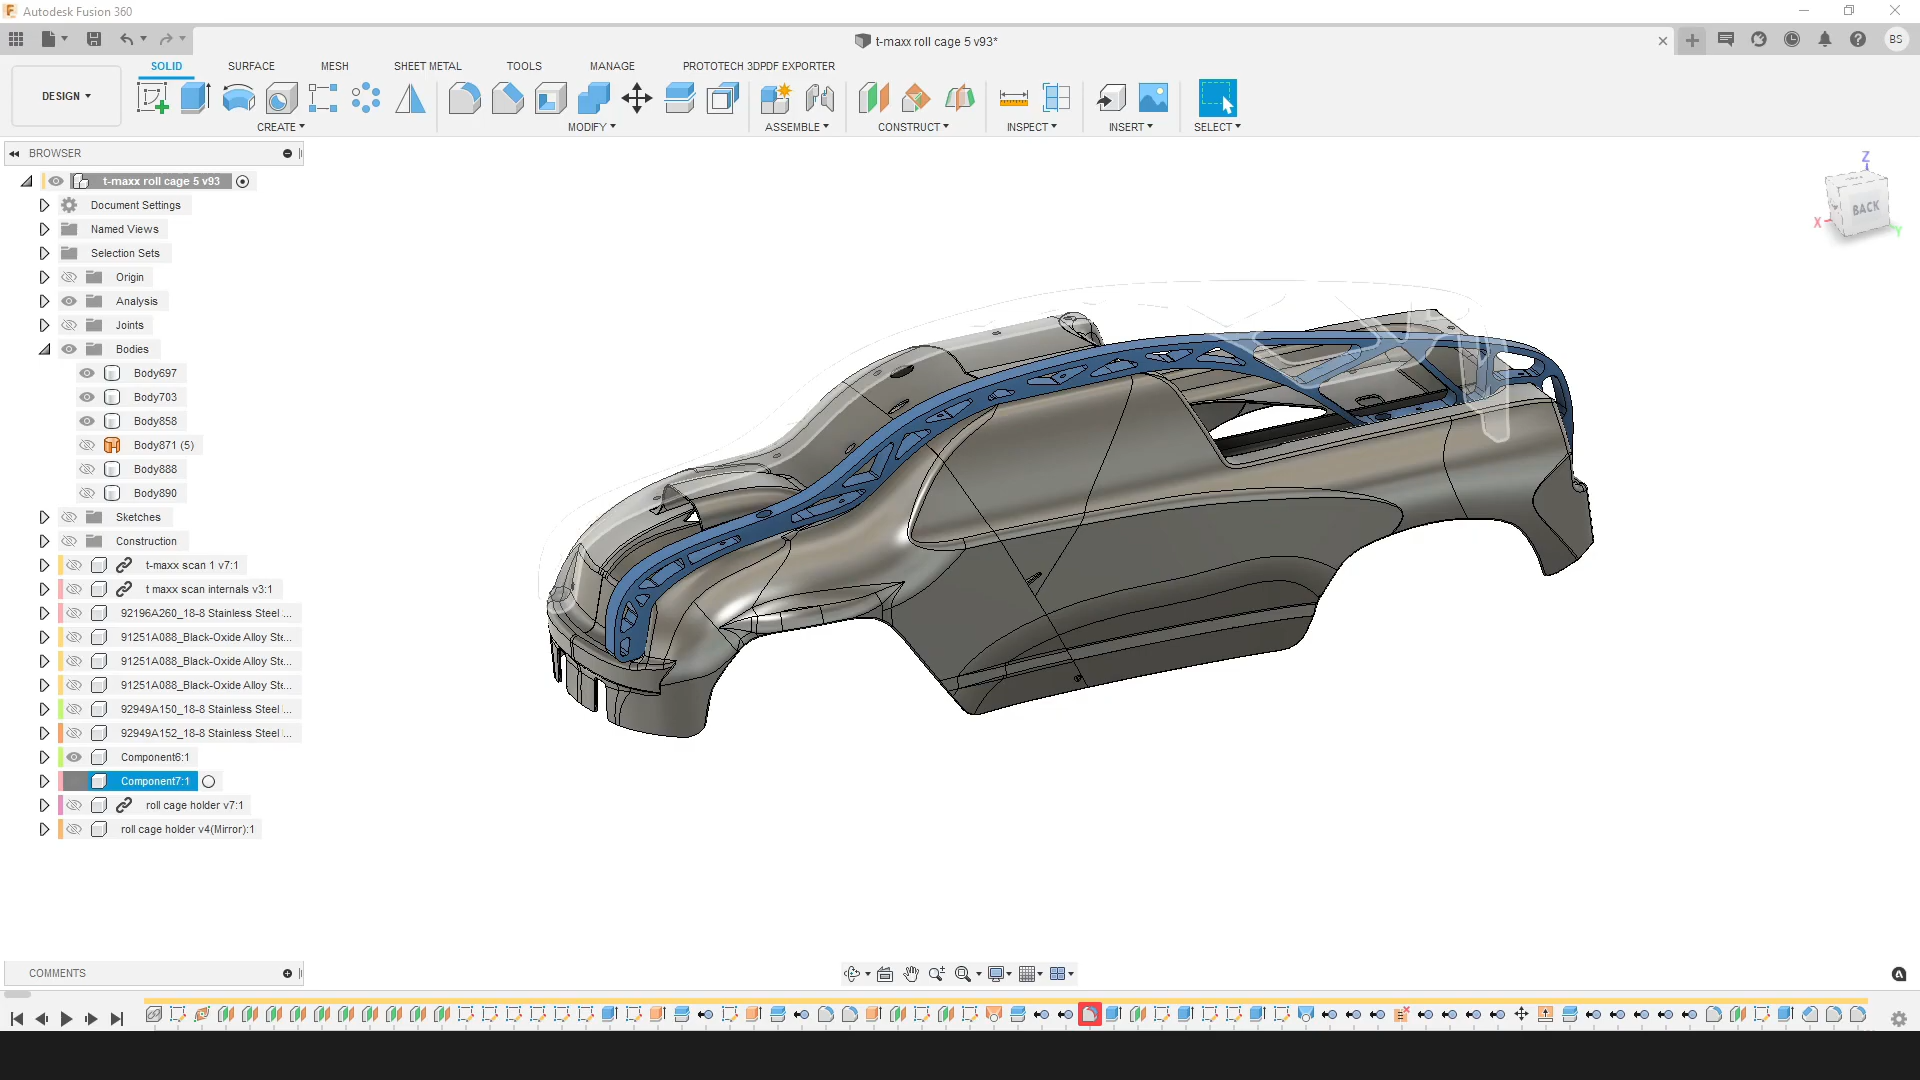 Autodesk Fusion 360
t-maxx roll cage 5 v93*
BS
DESIGN
SOLID
SURFACE
MESH
SHEET METAL
TOOLS
MANAGE
PROTOTECH 3DPDF EXPORTER
CREATE
MODIFY
ASSEMBLE
CONSTRUCT
INSPECT
INSERT
SELECT
BROWSER
t-maxx roll cage 5 v93
Document Settings
Named Views
Selection Sets
Origin
Analysis
Joints
Bodies
Body697
Body703
Body858
Body871 (5)
Body888
Body890
Sketches
Construction
t-maxx scan 1 v7:1
t maxx scan internals v3:1
92196A260_18-8 Stainless Steel ...
91251A088_Black-Oxide Alloy Ste...
91251A088_Black-Oxide Alloy Ste...
91251A088_Black-Oxide Alloy Ste...
92949A150_18-8 Stainless Steel ...
92949A152_18-8 Stainless Steel ...
Component6:1
Component7:1
roll cage holder v7:1
roll cage holder v4(Mirror):1
Z
BACK
X
Y
COMMENTS